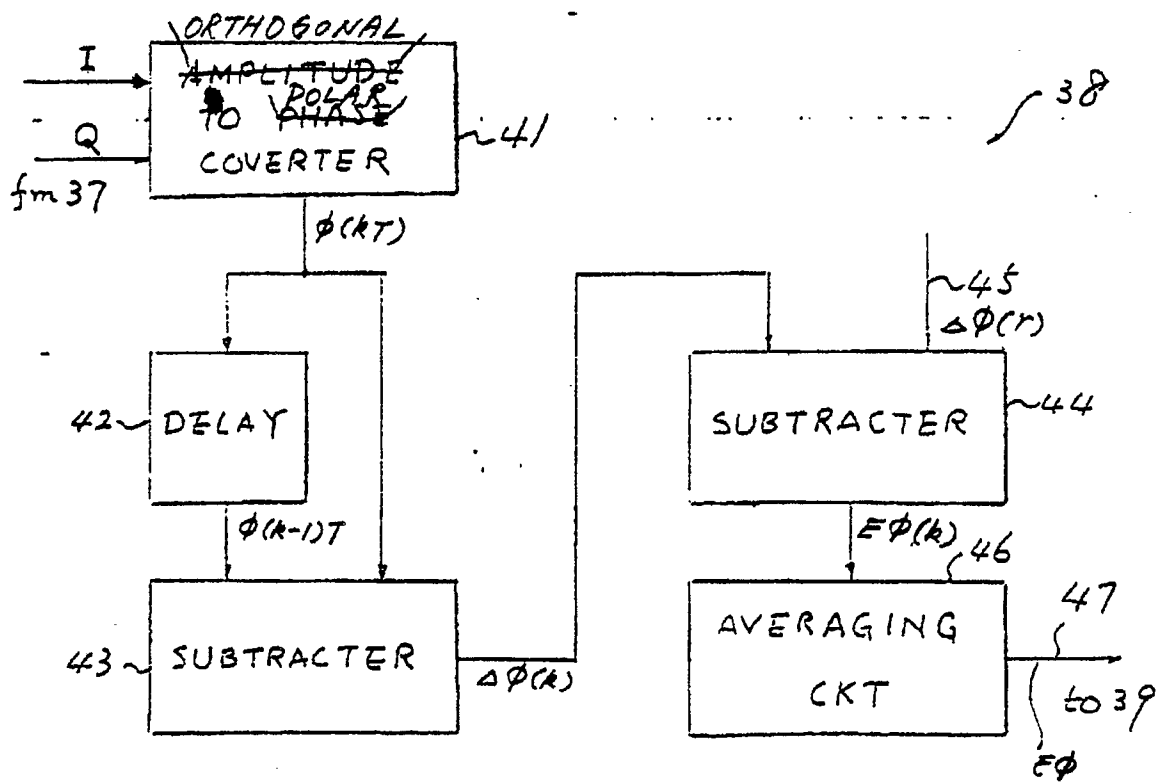 ORTHOGONAL
I
AMPLITUDE
POLAR
TO PHASE
38
Q
41
COVERTER
fm 37
φ(kT)
45
Δφ(r)
42
DELAY
44
SUBTRACTER
φ(k-1)T
Eφ(k)
46
AVERAGING
47
43
SUBTRACTER
Δφ(k)
CKT
to 39
Eφ